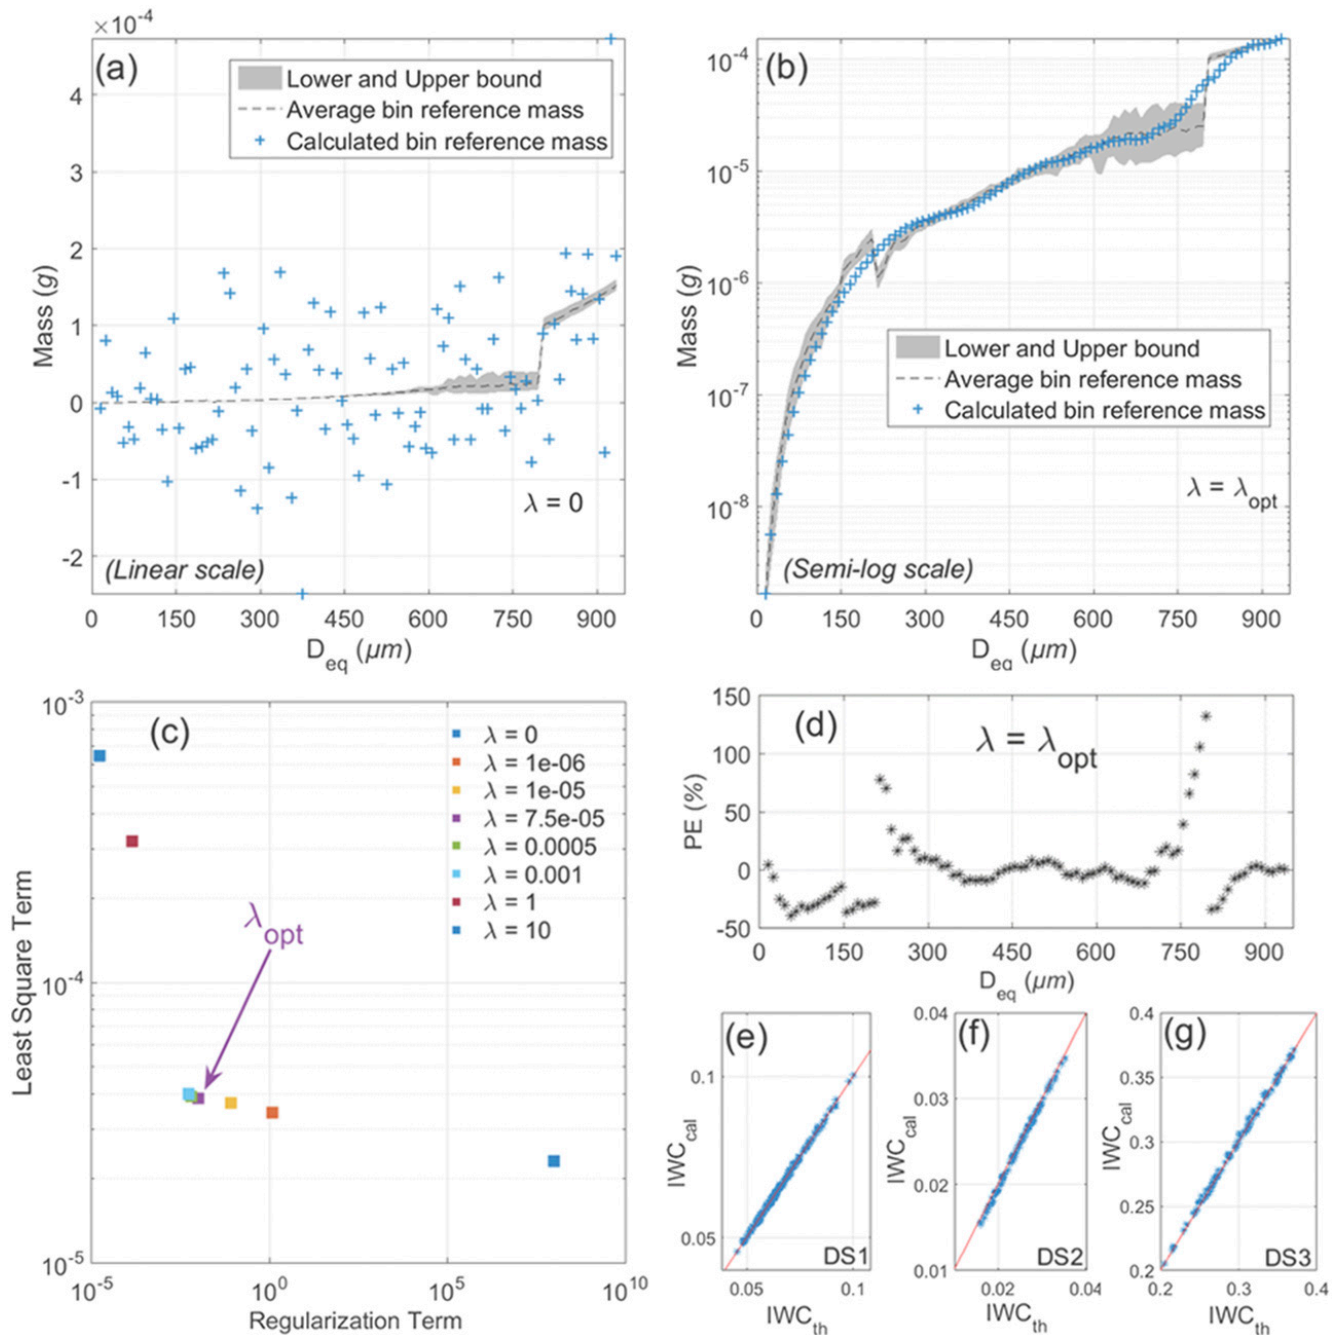 ×10⁻⁴
(a)
Lower and Upper bound
Average bin reference mass
Calculated bin reference mass
4
3
2
1
0
-1
-2
Mass (g)
λ = 0
(Linear scale)
0 150 300 450 600 750 900
D_eq (μm)
(b)
10⁻⁴
10⁻⁵
10⁻⁶
10⁻⁷
10⁻⁸
Mass (g)
Lower and Upper bound
Average bin reference mass
Calculated bin reference mass
λ = λ_opt
(Semi-log scale)
0 150 300 450 600 750 900
D_eq (μm)
(c)
10⁻³
10⁻⁴
10⁻⁵
Least Square Term
λ = 0
λ = 1e-06
λ = 1e-05
λ = 7.5e-05
λ = 0.0005
λ = 0.001
λ = 1
λ = 10
λ_opt
10⁻⁵ 10⁰ 10⁵ 10¹⁰
Regularization Term
(d)
λ = λ_opt
150
100
50
0
-50
PE (%)
0 150 300 450 600 750 900
D_eq (μm)
(e)
0.1
0.05
IWC_cal
DS1
0.05 0.1
IWC_th
(f)
0.04
0.03
0.02
0.01
IWC_cal
DS2
0.02 0.04
IWC_th
(g)
0.4
0.35
0.3
0.25
0.2
IWC_cal
DS3
0.2 0.3 0.4
IWC_th